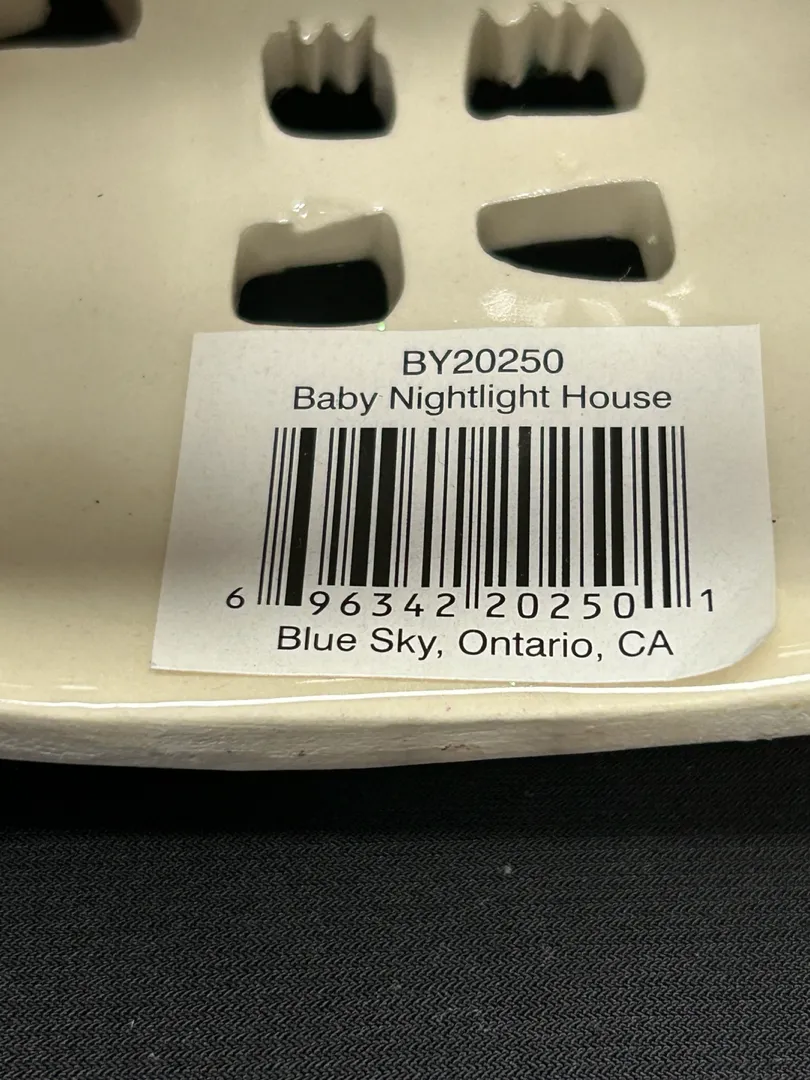 BY20250
Baby Nightlight House
6 96342 20250 1
Blue Sky, Ontario, CA